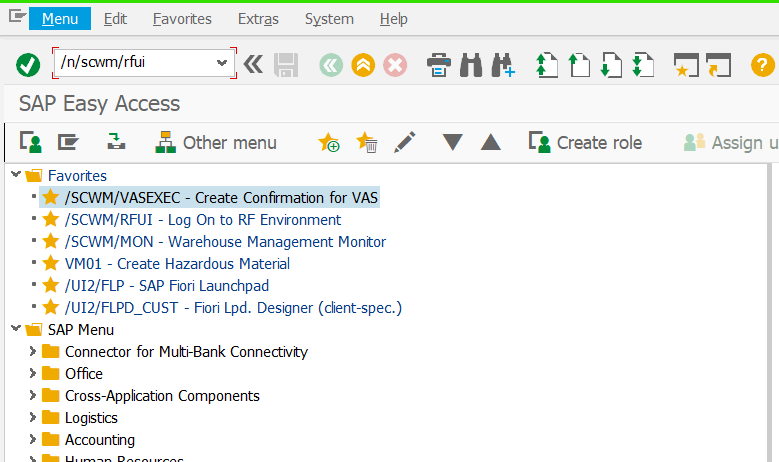 Menu Edit Favorites Extras System Help
/n/scwm/rfui
SAP Easy Access
Other menu Create role Assign u
Favorites
/SCWM/VASEXEC - Create Confirmation for VAS
/SCWM/RFUI - Log On to RF Environment
/SCWM/MON - Warehouse Management Monitor
VM01 - Create Hazardous Material
/UI2/FLP - SAP Fiori Launchpad
/UI2/FLPD_CUST - Fiori Lpd. Designer (client-spec.)
SAP Menu
Connector for Multi-Bank Connectivity
Office
Cross-Application Components
Logistics
Accounting
Human Resources